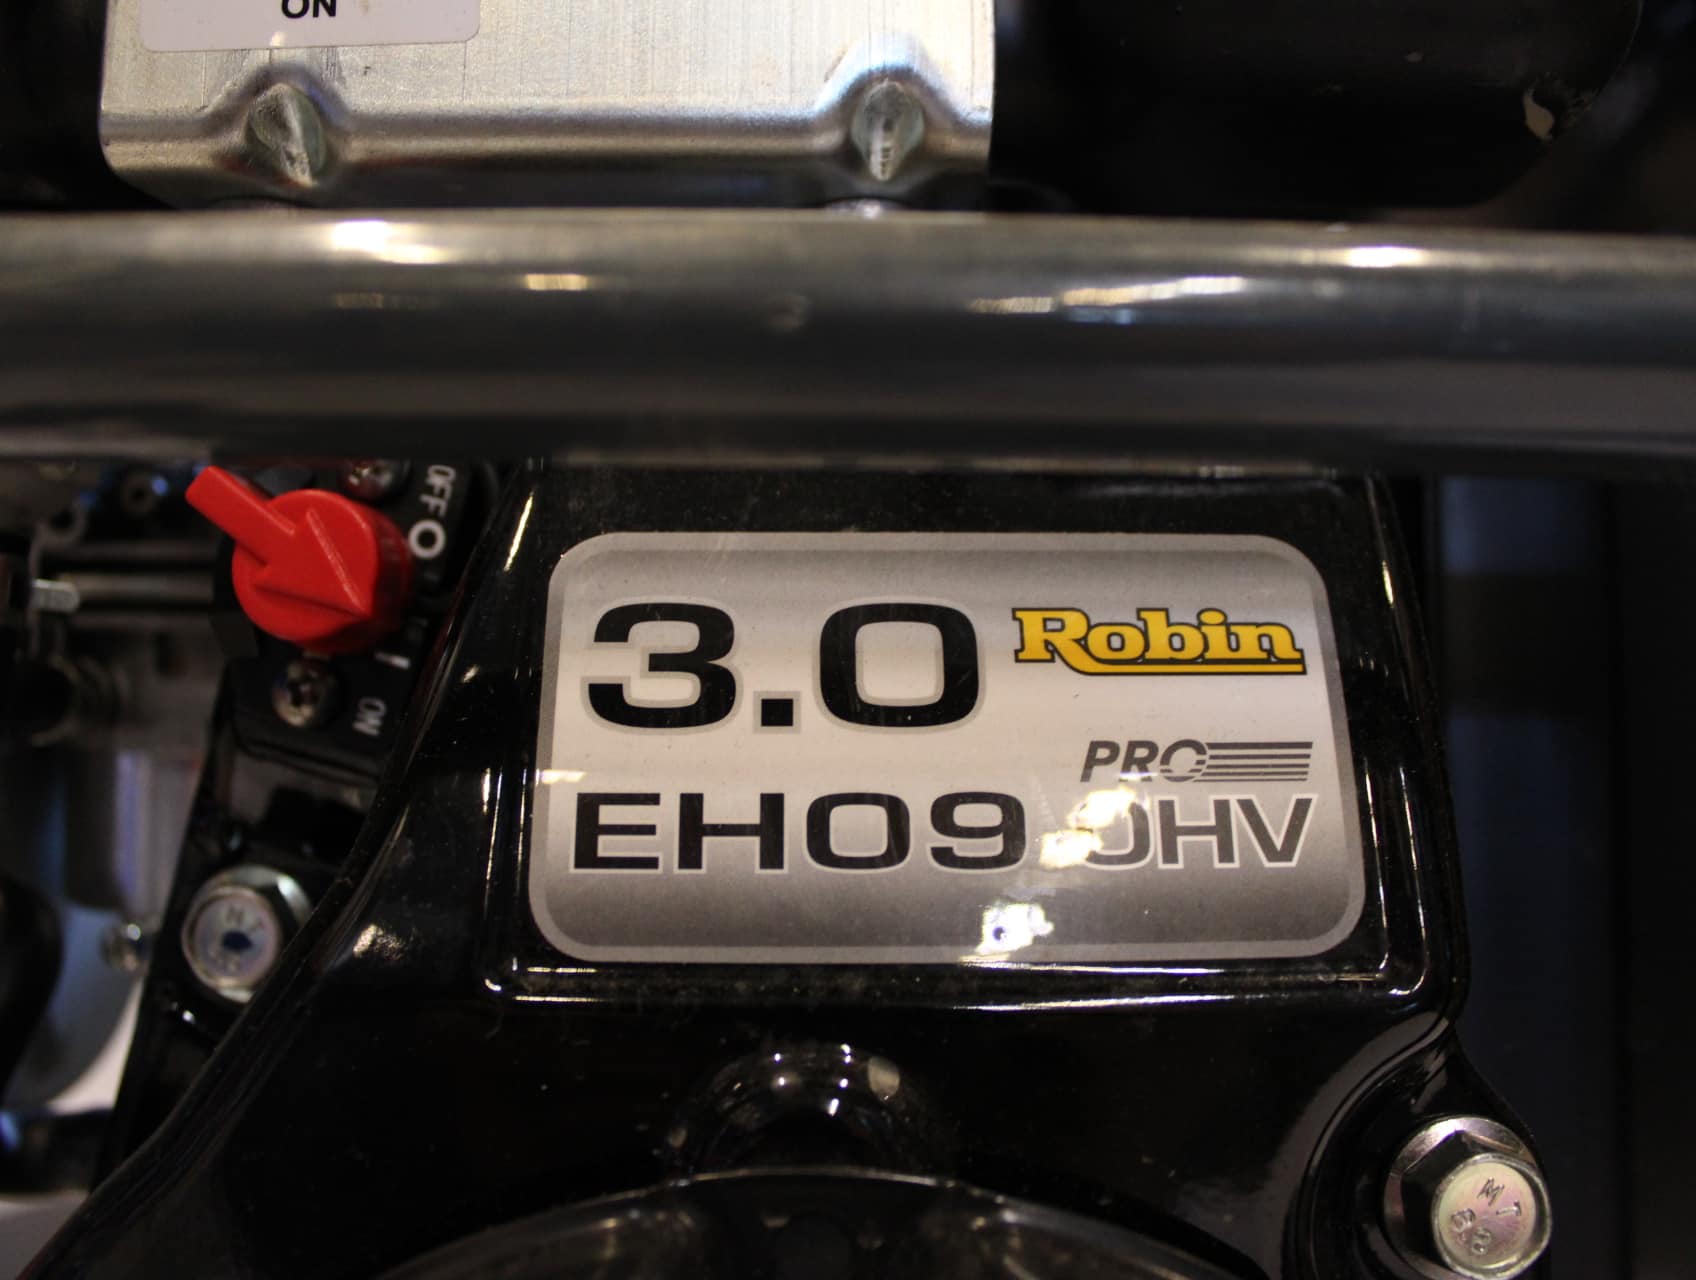 ON
OFF
ON
3.0 Robin
PRO
EH09 OHV